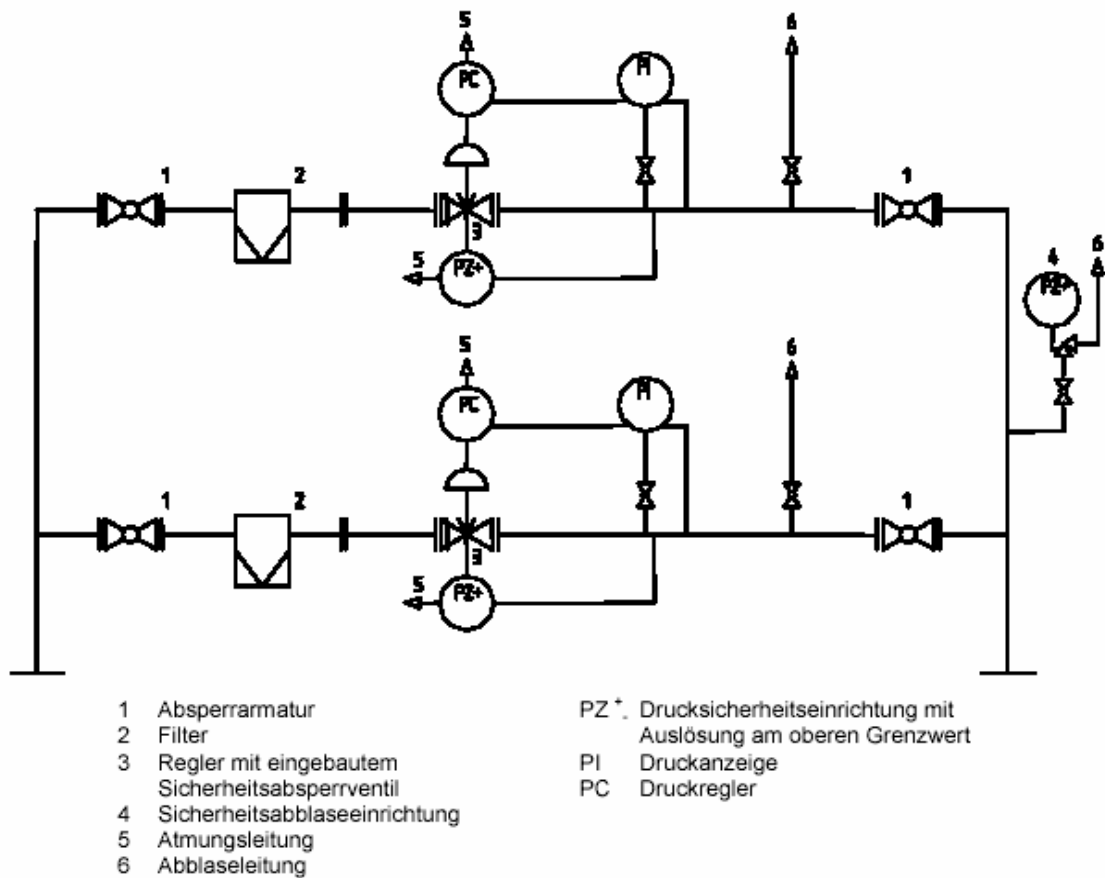 5
6
PC
PI
1
2
1
3
5
PZ+
4
6
PZ+
5
6
PC
PI
1
2
1
3
5
PZ+
1 Absperrarmatur
2 Filter
3 Regler mit eingebautem
Sicherheitsabsperrventil
4 Sicherheitsabblaseeinrichtung
5 Atmungsleitung
6 Abblaseleitung
PZ +. Drucksicherheitseinrichtung mit
Auslösung am oberen Grenzwert
PI Druckanzeige
PC Druckregler